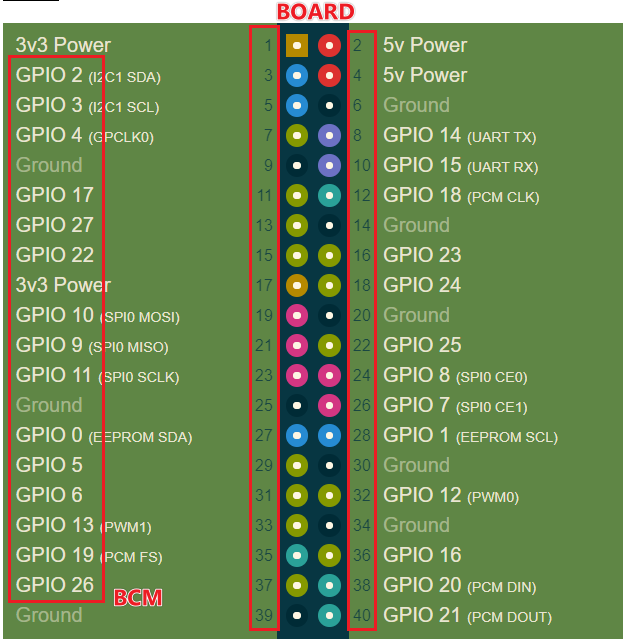 BOARD
3v3 Power 1 2 5v Power
GPIO 2 (I2C1 SDA) 3 4 5v Power
GPIO 3 (I2C1 SCL) 5 6 Ground
GPIO 4 (GPCLK0) 7 8 GPIO 14 (UART TX)
Ground 9 10 GPIO 15 (UART RX)
GPIO 17 11 12 GPIO 18 (PCM CLK)
GPIO 27 13 14 Ground
GPIO 22 15 16 GPIO 23
3v3 Power 17 18 GPIO 24
GPIO 10 (SPI0 MOSI) 19 20 Ground
GPIO 9 (SPI0 MISO) 21 22 GPIO 25
GPIO 11 (SPI0 SCLK) 23 24 GPIO 8 (SPI0 CE0)
Ground 25 26 GPIO 7 (SPI0 CE1)
GPIO 0 (EEPROM SDA) 27 28 GPIO 1 (EEPROM SCL)
GPIO 5 29 30 Ground
GPIO 6 31 32 GPIO 12 (PWM0)
GPIO 13 (PWM1) 33 34 Ground
GPIO 19 (PCM FS) 35 36 GPIO 16
GPIO 26 37 38 GPIO 20 (PCM DIN)
BCM
Ground 39 40 GPIO 21 (PCM DOUT)